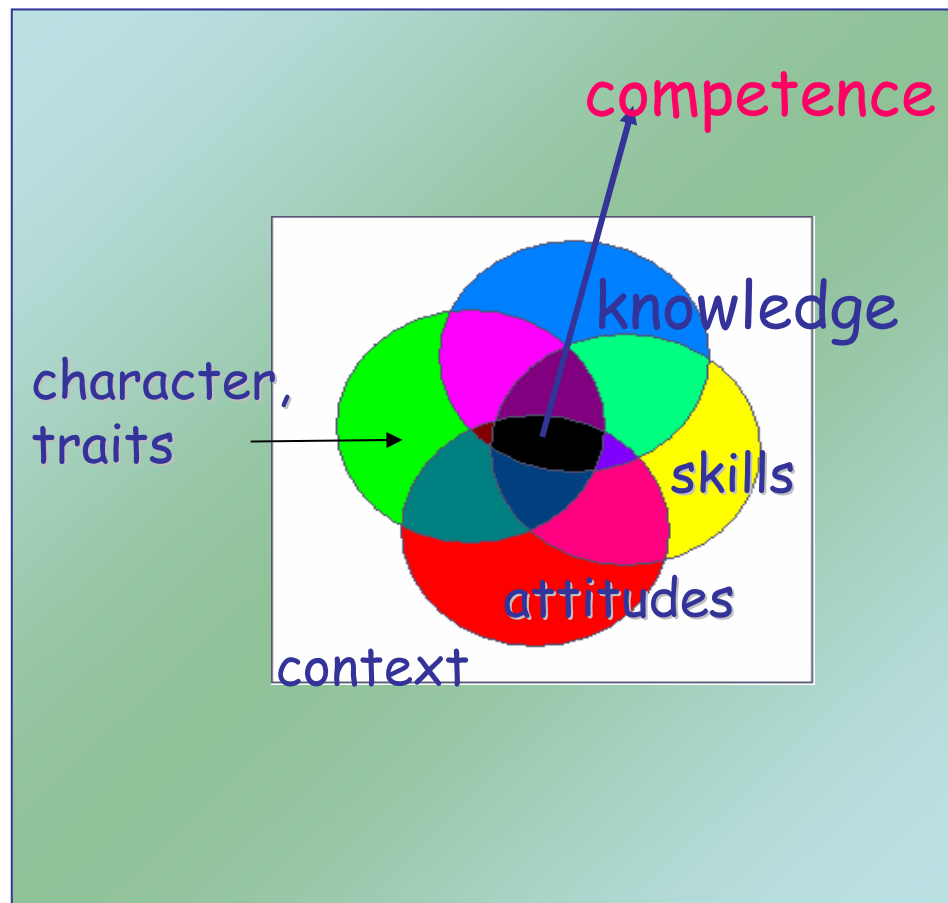 competence
knowledge
character,
traits
skills
attitudes
context